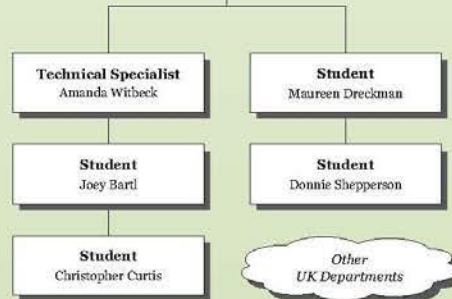 Technical Specialist
Amanda Witbeck
Student
Maureen Dreckman
Student
Joey Bartl
Student
Donnie Shepperson
Student
Christopher Curtis
Other
UK Departments